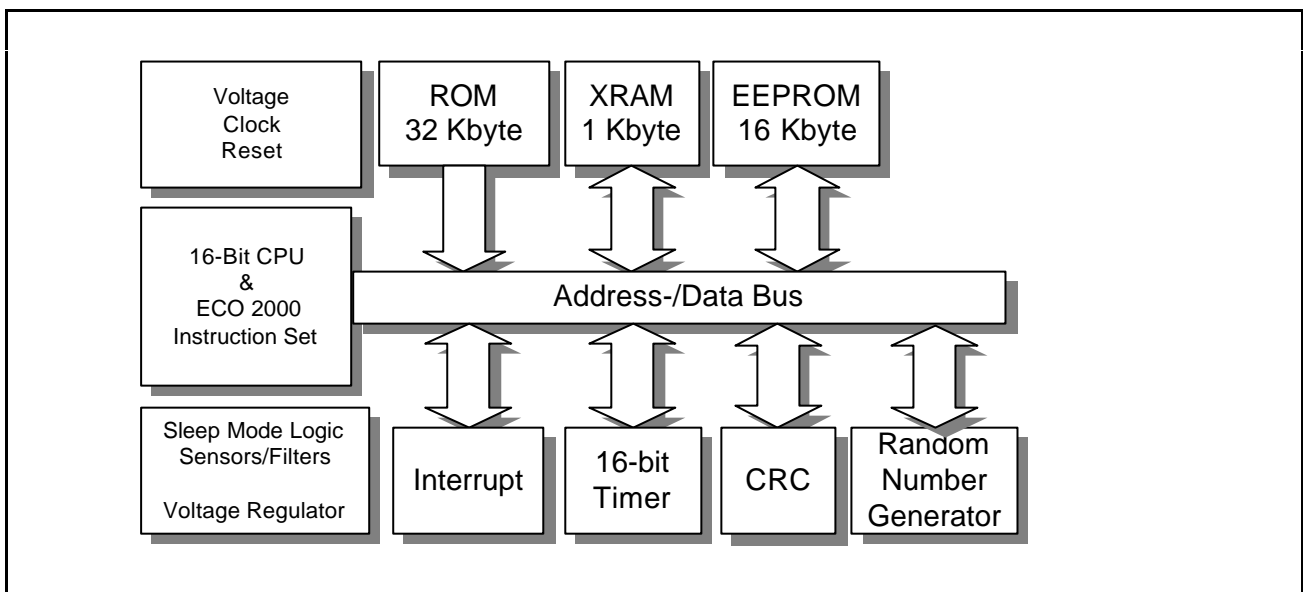 Voltage
Clock
Reset
ROM
32 Kbyte
XRAM
1 Kbyte
EEPROM
16 Kbyte
16-Bit CPU
&
ECO 2000
Instruction Set
Address-/Data Bus
Sleep Mode Logic
Sensors/Filters
Voltage Regulator
Interrupt
16-bit
Timer
CRC
Random
Number
Generator